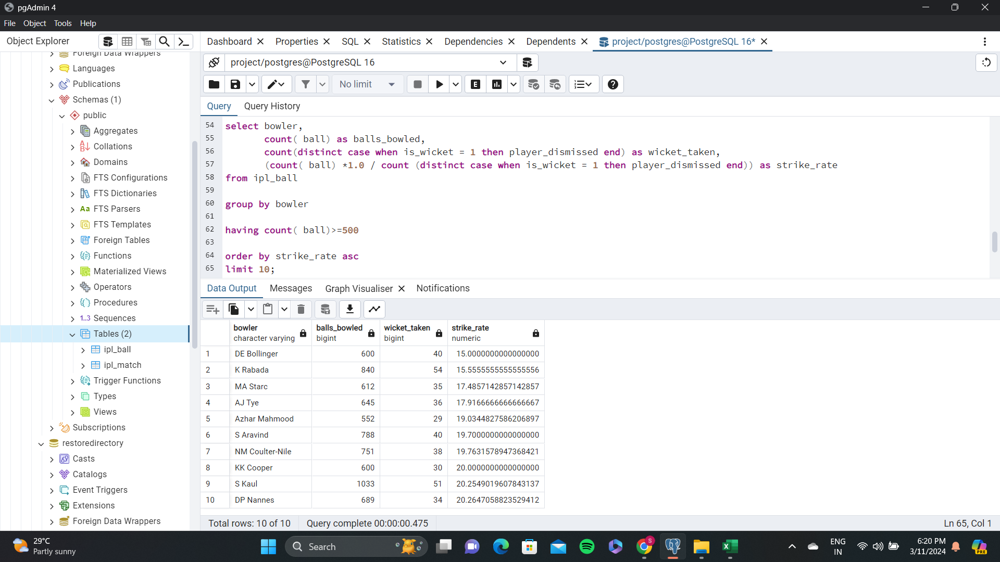 pgAdmin 4
File Object Tools Help
Object Explorer
Dashboard Properties SQL Statistics Dependencies Dependents project/postgres@PostgreSQL 16*
project/postgres@PostgreSQL 16
No limit
Query Query History
54 select bowler,
55 count( ball) as balls_bowled,
56 count(distinct case when is_wicket = 1 then player_dismissed end) as wicket_taken,
57 (count( ball) *1.0 / count (distinct case when is_wicket = 1 then player_dismissed end)) as strike_rate
58 from ipl_ball
59
60 group by bowler
61
62 having count( ball)>=500
63
64 order by strike_rate asc
65 limit 10;
Foreign Data Wrappers
Languages
Publications
Schemas (1)
public
Aggregates
Collations
Domains
FTS Configurations
FTS Dictionaries
Aa FTS Parsers
FTS Templates
Foreign Tables
Functions
Materialized Views
Operators
Procedures
1..3 Sequences
Tables (2)
ipl_ball
ipl_match
Trigger Functions
Types
Views
Subscriptions
restoredirectory
Casts
Catalogs
Event Triggers
Extensions
Foreign Data Wrappers
Data Output Messages Graph Visualiser Notifications
bowler balls_bowled wicket_taken strike_rate
character varying bigint bigint numeric
1 DE Bollinger 600 40 15.0000000000000000
2 K Rabada 840 54 15.5555555555555556
3 MA Starc 612 35 17.4857142857142857
4 AJ Tye 645 36 17.9166666666666667
5 Azhar Mahmood 552 29 19.0344827586206897
6 S Aravind 788 40 19.7000000000000000
7 NM Coulter-Nile 751 38 19.7631578947368421
8 KK Cooper 600 30 20.0000000000000000
9 S Kaul 1033 51 20.2549019607843137
10 DP Nannes 689 34 20.2647058823529412
Total rows: 10 of 10 Query complete 00:00:00.475 Ln 65, Col 1
29°C
Partly sunny
Search
ENG
IN
6:20 PM
3/11/2024
PRE